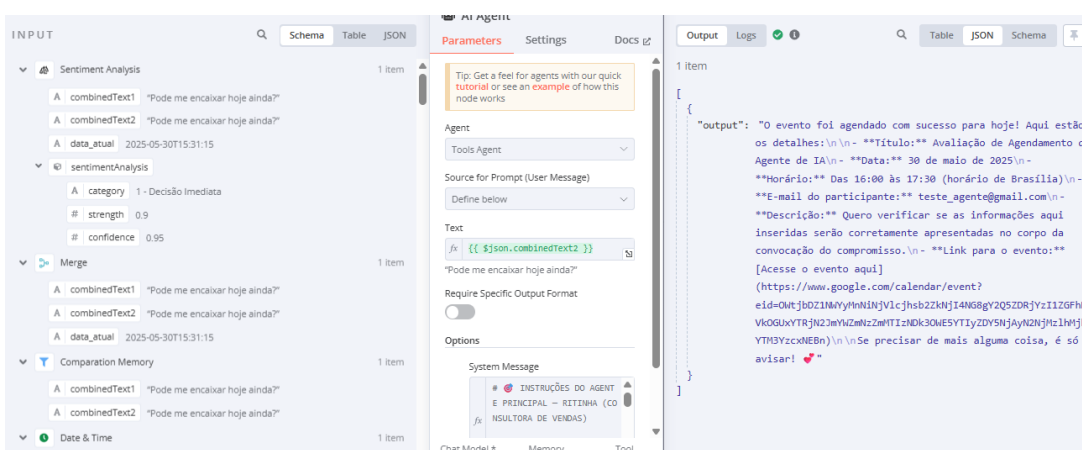 INPUT
Schema
Table
JSON
Sentiment Analysis
1 item
A combinedText1 "Pode me encaixar hoje ainda?"
A combinedText2 "Pode me encaixar hoje ainda?"
A data_atual 2025-05-30T15:31:15
sentimentAnalysis
A category 1 - Decisão Imediata
# strength 0.9
# confidence 0.95
Merge
1 item
A combinedText1 "Pode me encaixar hoje ainda?"
A combinedText2 "Pode me encaixar hoje ainda?"
A data_atual 2025-05-30T15:31:15
Comparation Memory
1 item
A combinedText1 "Pode me encaixar hoje ainda?"
A combinedText2 "Pode me encaixar hoje ainda?"
Date & Time
1 item
AI Agent
Parameters
Settings
Docs
Tip: Get a feel for agents with our quick
tutorial or see an example of how this
node works
Agent
Tools Agent
Source for Prompt (User Message)
Define below
Text
fx {{ $json.combinedText2 }}
"Pode me encaixar hoje ainda?"
Require Specific Output Format
Options
System Message
# 🎯 INSTRUÇÕES DO AGENT
E PRINCIPAL — RITINHA (CO
fx NSULTORA DE VENDAS)
Chat Model *
Memory
Tool
Output
Logs
Table
JSON
Schema
1 item
[
{
"output": "O evento foi agendado com sucesso para hoje! Aqui estão
os detalhes:\n\n- **Título:** Avaliação de Agendamento
Agente de IA\n- **Data:** 30 de maio de 2025\n-
**Horário:** Das 16:00 às 17:30 (horário de Brasília)\n-
**E-mail do participante:** teste_agente@gmail.com\n-
**Descrição:** Quero verificar se as informações aqui
inseridas serão corretamente apresentadas no corpo da
convocação do compromisso.\n- **Link para o evento:**
[Acesse o evento aqui]
(https://www.google.com/calendar/event?
\n\nSe precisar de mais alguma coisa, é só
avisar! 💕"
}
]